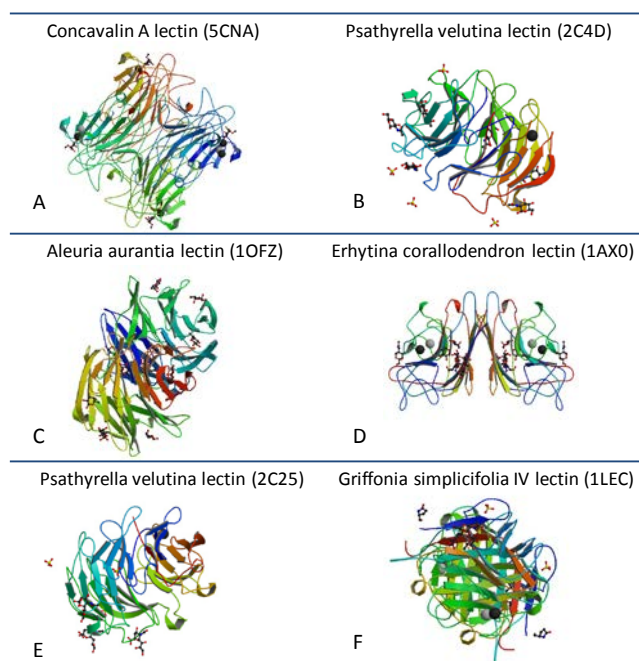 Concavalin A lectin (5CNA)
Psathyrella velutina lectin (2C4D)
A
B
Aleuria aurantia lectin (1OFZ)
Erhytina corallodendron lectin (1AX0)
C
D
Psathyrella velutina lectin (2C25)
Griffonia simplicifolia IV lectin (1LEC)
E
F